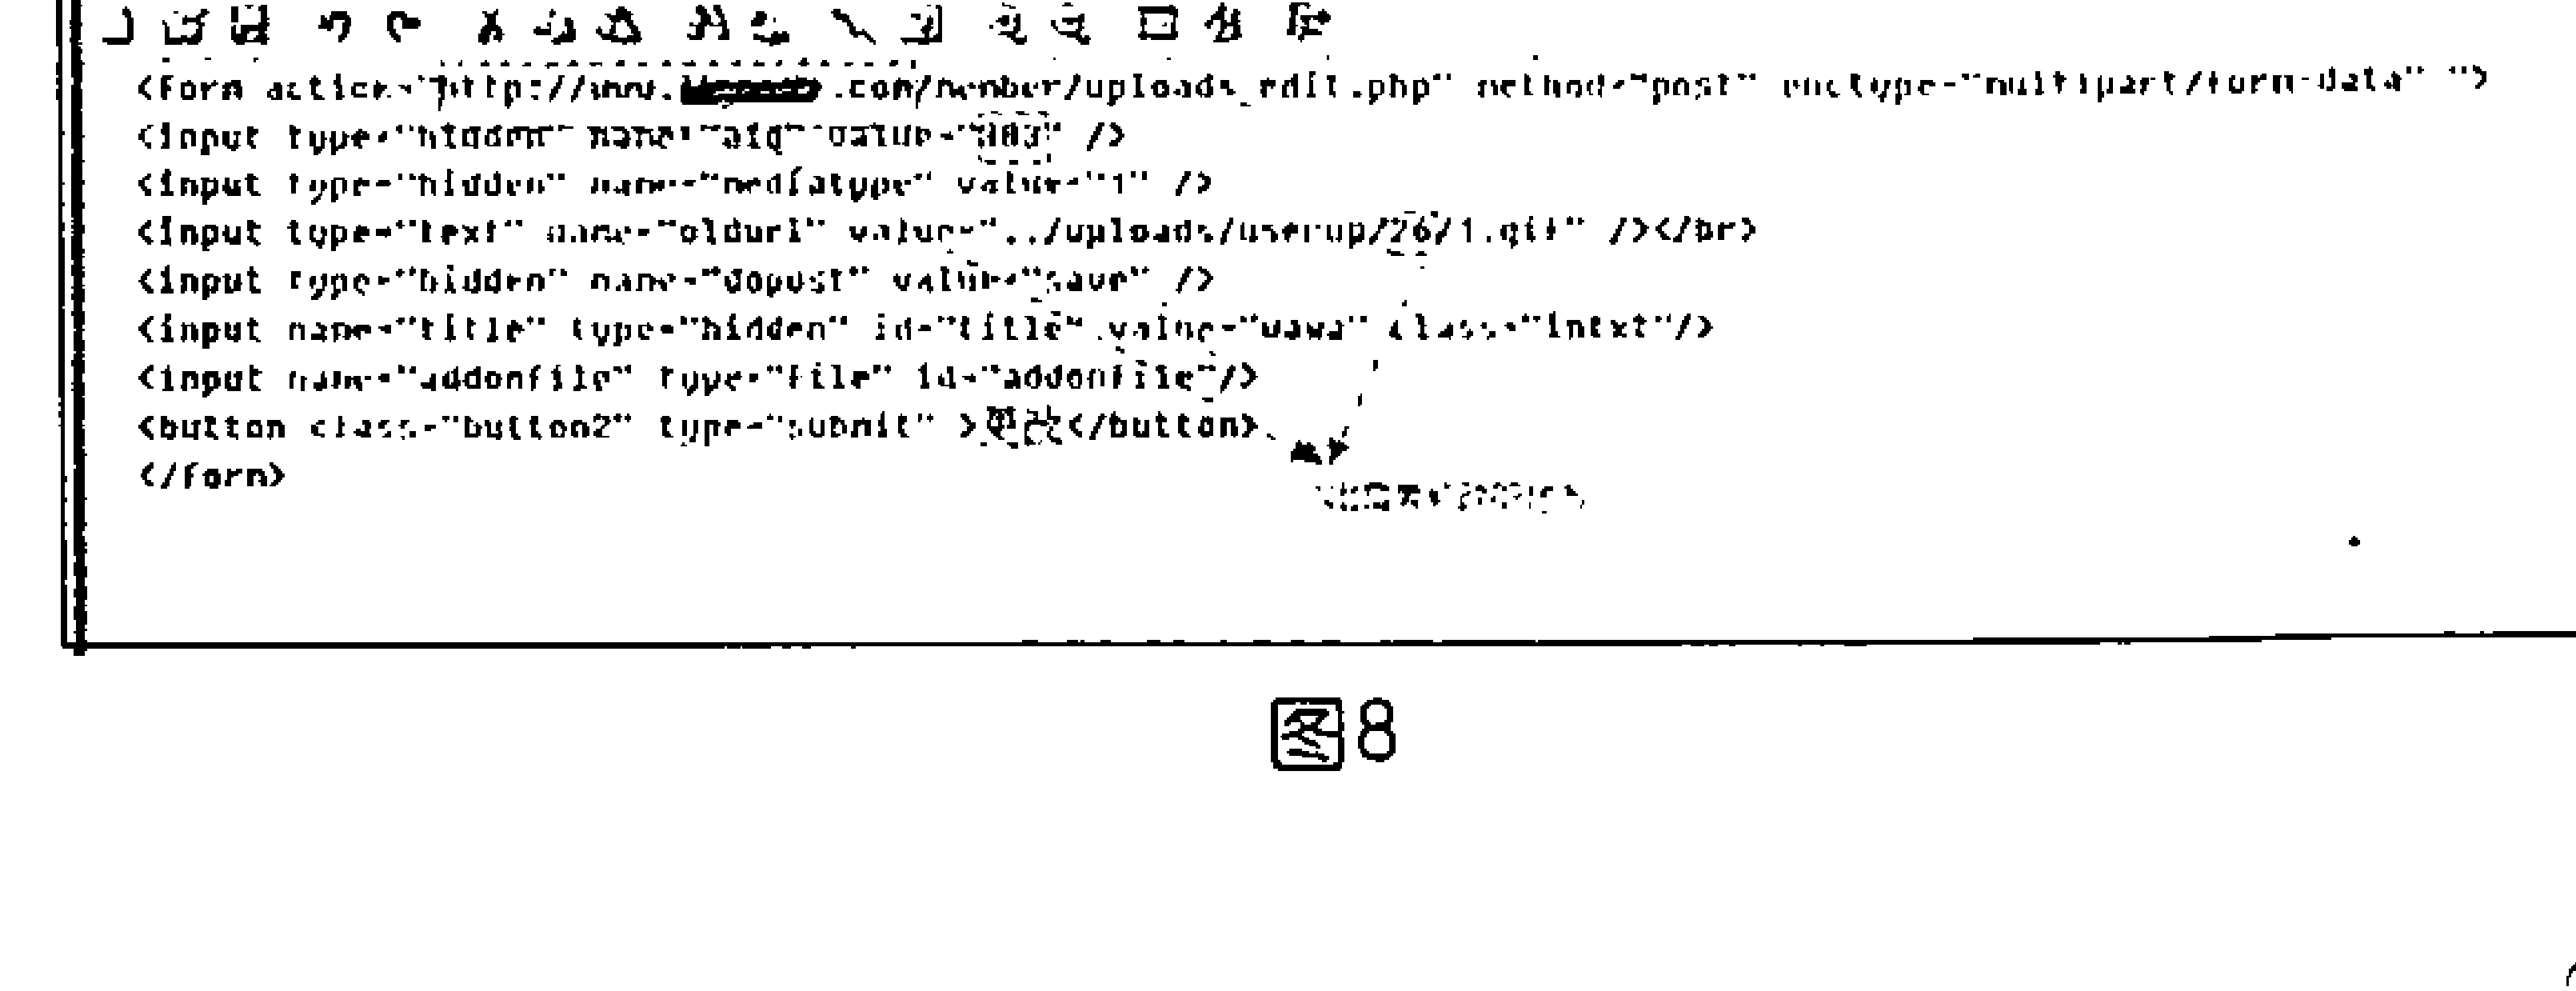 <form action="http://www. .com/member/uploads_edit.php" method="post" enctype="multipart/form-data" ">
<input type="hidden" name="aid" value=" " />
<input type="hidden" name="mediatype" value="1" />
<input type="text" name="oldurl" value="../uploads/userup/26/1.gif" /></br>
<input type="hidden" name="dopost" value="save" />
<input name="title" type="hidden" id="title" value="wawa" class="intxt"/>
<input name="addonfile" type="file" id="addonfile"/>
<button class="button2" type="submit" >更改</button>
</form>
图8